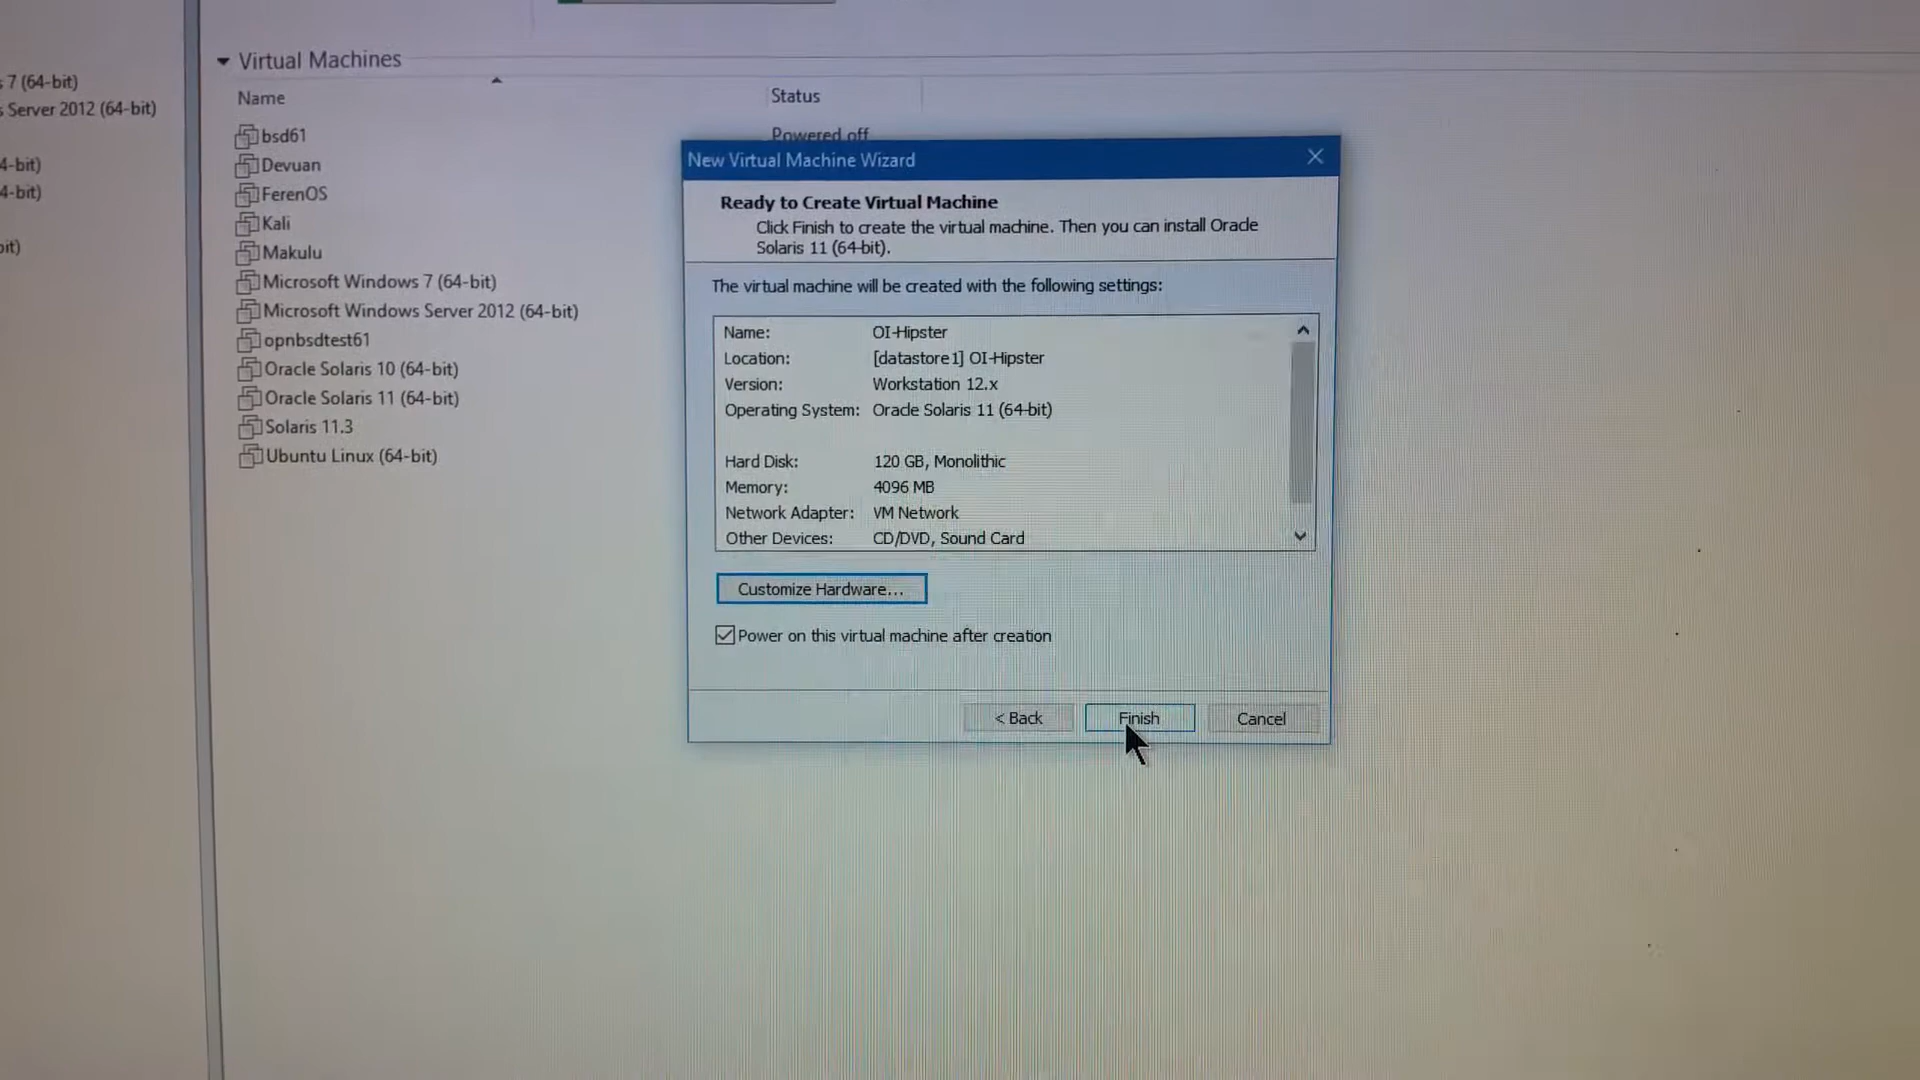 s 7 (64-bit)
s Server 2012 (64-bit)
4-bit)
4-bit)
bit)
Virtual Machines
Name
Status
bsd61
Powered off
Devuan
FerenOS
Kali
Makulu
Microsoft Windows 7 (64-bit)
Microsoft Windows Server 2012 (64-bit)
opnbsdtest61
Oracle Solaris 10 (64-bit)
Oracle Solaris 11 (64-bit)
Solaris 11.3
Ubuntu Linux (64-bit)
New Virtual Machine Wizard
Ready to Create Virtual Machine
Click Finish to create the virtual machine. Then you can install Oracle
Solaris 11 (64-bit).
The virtual machine will be created with the following settings:
Name: OI-Hipster
Location: [datastore1] OI-Hipster
Version: Workstation 12.x
Operating System: Oracle Solaris 11 (64-bit)
Hard Disk: 120 GB, Monolithic
Memory: 4096 MB
Network Adapter: VM Network
Other Devices: CD/DVD, Sound Card
Customize Hardware...
Power on this virtual machine after creation
< Back
Finish
Cancel